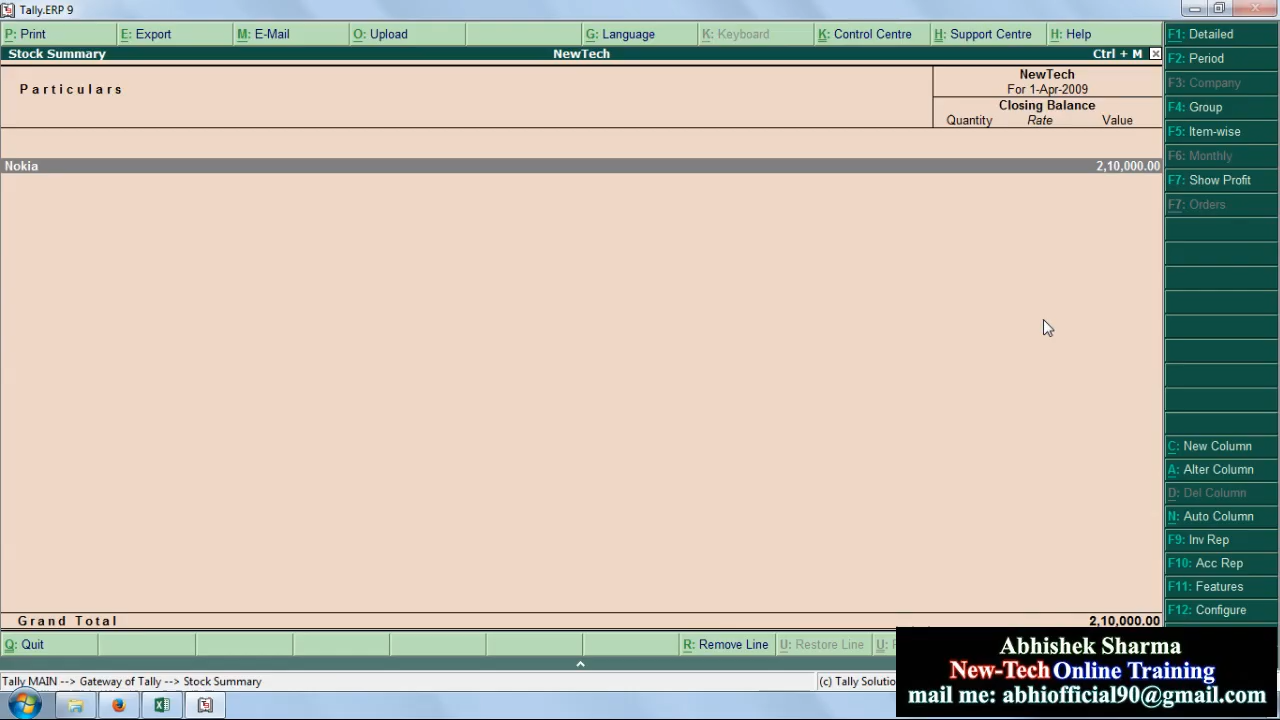 Tally.ERP 9
P: Print E: Export M: E-Mail O: Upload G: Language K: Keyboard K: Control Centre H: Support Centre H: Help
Stock Summary NewTech Ctrl + M
Particulars
NewTech
For 1-Apr-2009
Closing Balance
Quantity Rate Value
Nokia 2,10,000.00
Grand Total 2,10,000.00
F1: Detailed
F2: Period
F3: Company
F4: Group
F5: Item-wise
F6: Monthly
F7: Show Profit
F7: Orders
C: New Column
A: Alter Column
D: Del Column
N: Auto Column
F9: Inv Rep
F10: Acc Rep
F11: Features
F12: Configure
Q: Quit R: Remove Line U: Restore Line U:
Tally MAIN --> Gateway of Tally --> Stock Summary (c) Tally Solutio
Abhishek Sharma
New-Tech Online Training
mail me: abhiofficial90@gmail.com